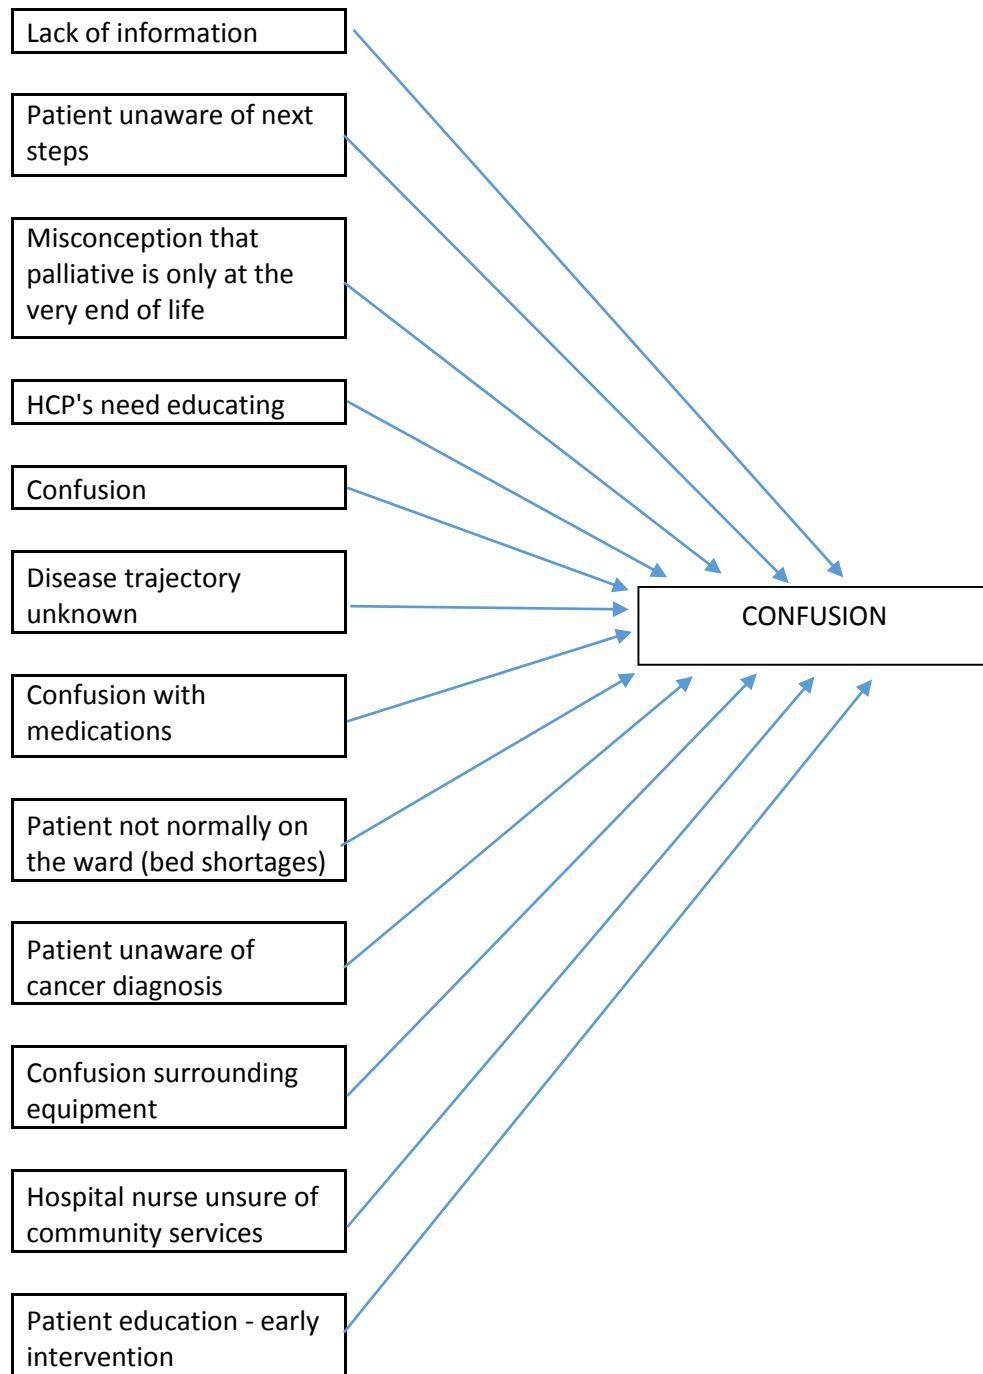 Lack of information
Patient unaware of next
steps
Misconception that
palliative is only at the
very end of life
HCP's need educating
Confusion
Disease trajectory
unknown
Confusion with
medications
Patient not normally on
the ward (bed shortages)
Patient unaware of
cancer diagnosis
Confusion surrounding
equipment
Hospital nurse unsure of
community services
Patient education - early
intervention
CONFUSION